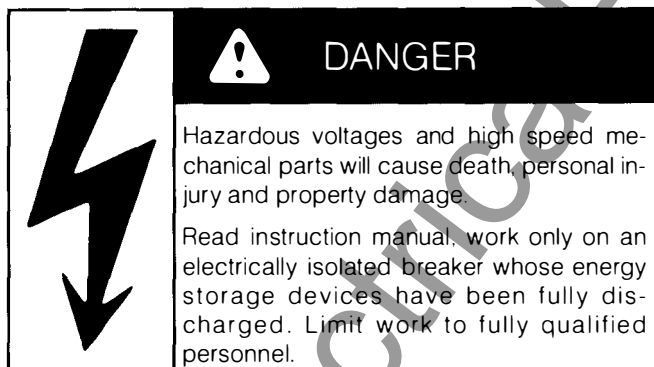 DANGER
Hazardous voltages and high speed me-
chanical parts will cause death, personal in-
jury and property damage.
Read instruction manual, work only on an
electrically isolated breaker whose energy
storage devices have been fully dis-
charged. Limit work to fully qualified
personnel.